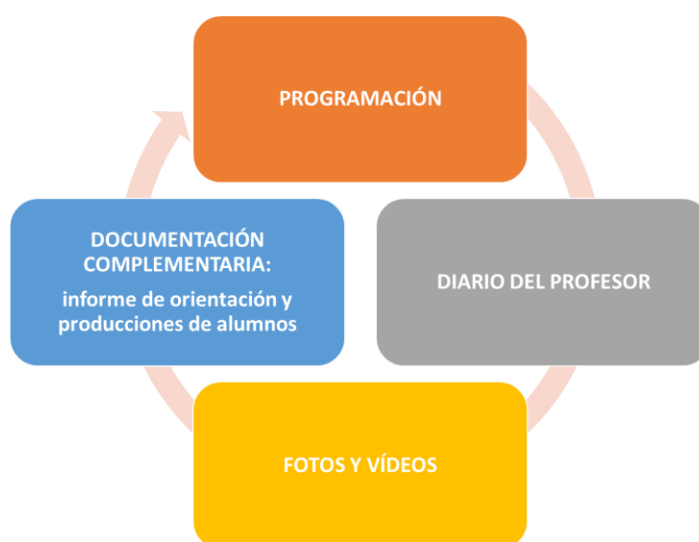 PROGRAMACIÓN
DIARIO DEL PROFESOR
FOTOS Y VÍDEOS
DOCUMENTACIÓN
COMPLEMENTARIA:
informe de orientación y
producciones de alumnos